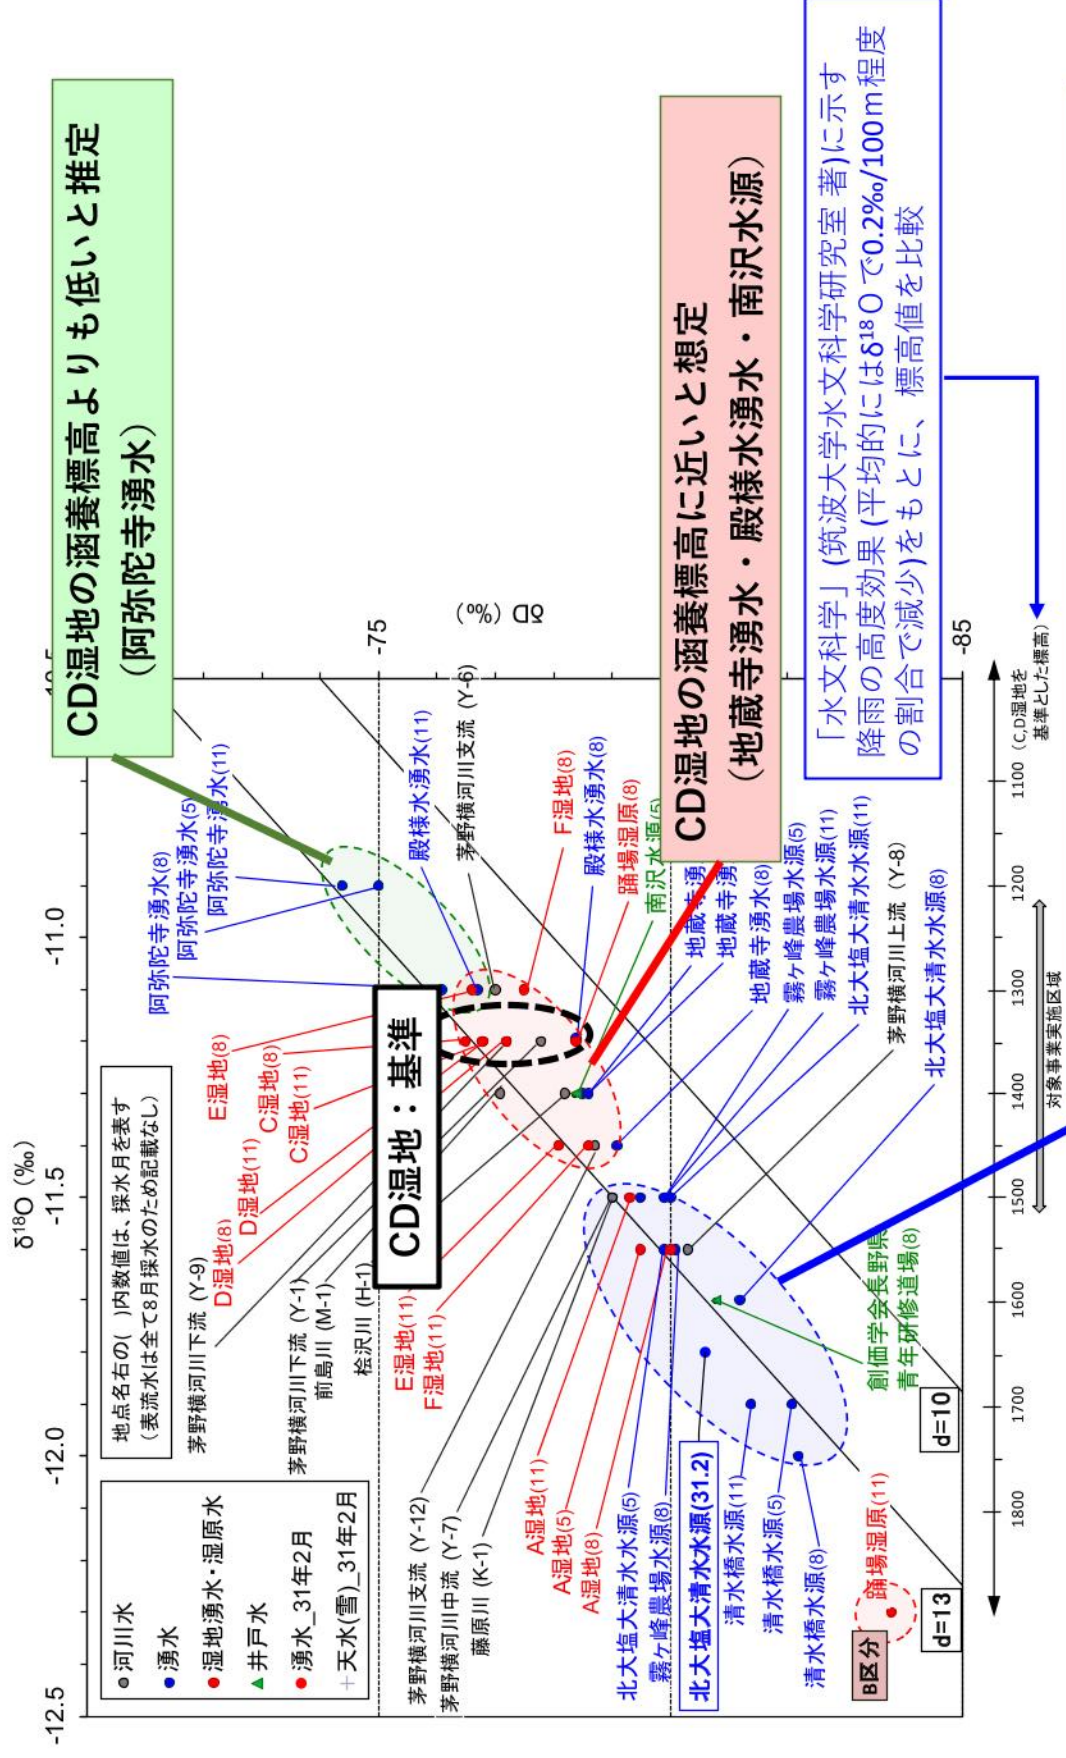 CD湿地の涵養標高よりも低いと推定
（阿弥陀寺湧水）
CD湿地の涵養標高に近いと想定
（地蔵寺湧水・殿様水湧水・南沢水源）
「水文科学」(筑波大学水文科学研究室 著)に示す
降雨の高度効果(平均的にはδ¹⁸Oで0.2‰/100m程度
の割合で減少)をもとに、標高値を比較
δ¹⁸O (‰)
-12.5
-12.0
-11.5
-11.0
δD (‰)
-75
-85
河川水
湧水
湿地湧水・湿原水
井戸水
湧水_31年2月
天水(雪)_31年2月
地点名右の( )内数値は、採水月を表す
(表流水は全て8月採水のため記載なし)
阿弥陀寺湧水(8)
阿弥陀寺湧水(5)
阿弥陀寺湧水(11)
E湿地(8)
C湿地(8)
C湿地(11)
D湿地(11)
D湿地(8)
茅野横河川下流 (Y-9)
茅野横河川下流 (Y-1)
前島川 (M-1)
桧沢川 (H-1)
E湿地(11)
F湿地(11)
CD湿地：基準
殿様水湧水(11)
茅野横河川支流 (Y-6)
F湿地(8)
殿様水湧水(8)
踊場湿原(8)
南沢水源(5)
地蔵寺湧
地蔵寺湧
地蔵寺湧水(8)
霧ケ峰農場水源(5)
霧ケ峰農場水源(11)
北大塩大清水水源(11)
茅野横河川上流 (Y-8)
北大塩大清水水源(8)
茅野横河川支流 (Y-12)
茅野横河川中流 (Y-7)
藤原川 (K-1)
A湿地(11)
A湿地(5)
A湿地(8)
北大塩大清水水源(5)
霧ケ峰農場水源(8)
北大塩大清水水源(31.2)
清水橋水源(11)
清水橋水源(5)
清水橋水源(8)
創価学会長野県
青年研修道場(8)
踊場湿原(11)
B区分
d=13
d=10
1800
1700
1600
1500
1400
1300
1200
1100
(C,D湿地を
基準とした標高)
対象事業実施区域